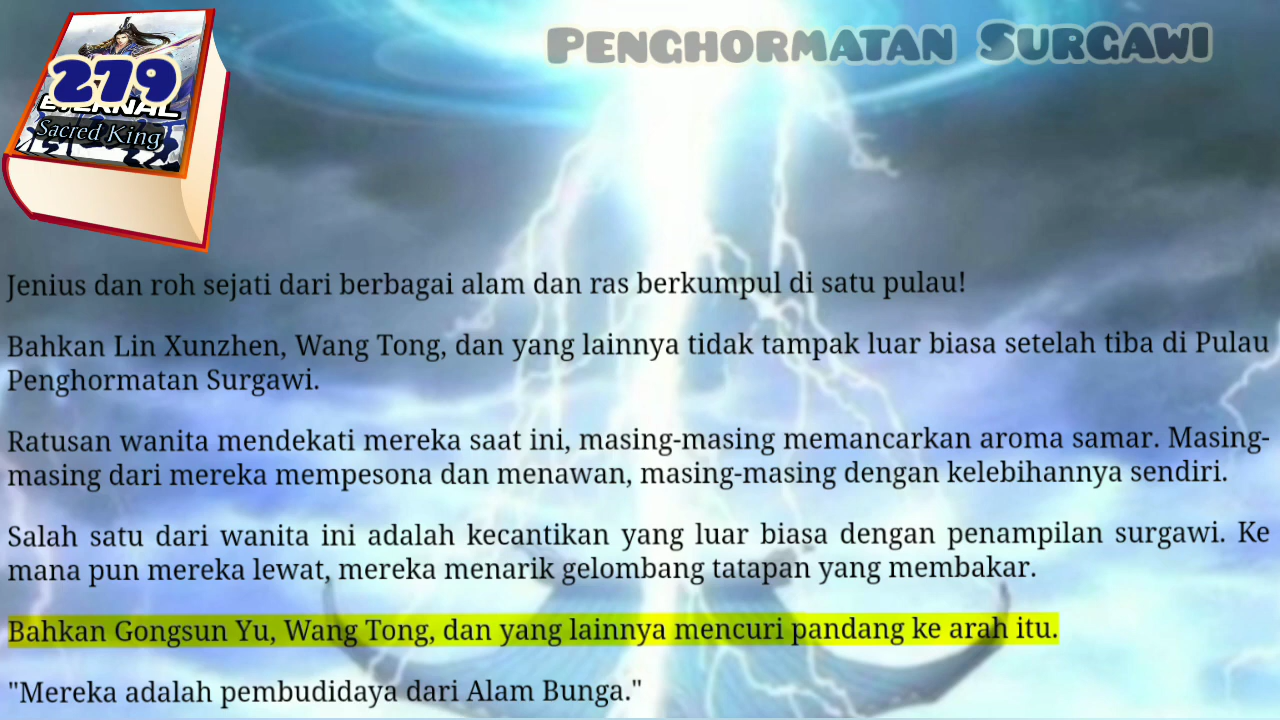 Penghormatan Surgawi
279
ETERNAL
Sacred King
Jenius dan roh sejati dari berbagai alam dan ras berkumpul di satu pulau!
Bahkan Lin Xunzhen, Wang Tong, dan yang lainnya tidak tampak luar biasa setelah tiba di Pulau
Penghormatan Surgawi.
Ratusan wanita mendekati mereka saat ini, masing-masing memancarkan aroma samar. Masing-
masing dari mereka mempesona dan menawan, masing-masing dengan kelebihannya sendiri.
Salah satu dari wanita ini adalah kecantikan yang luar biasa dengan penampilan surgawi. Ke
mana pun mereka lewat, mereka menarik gelombang tatapan yang membakar.
Bahkan Gongsun Yu, Wang Tong, dan yang lainnya mencuri pandang ke arah itu.
"Mereka adalah pembudidaya dari Alam Bunga."